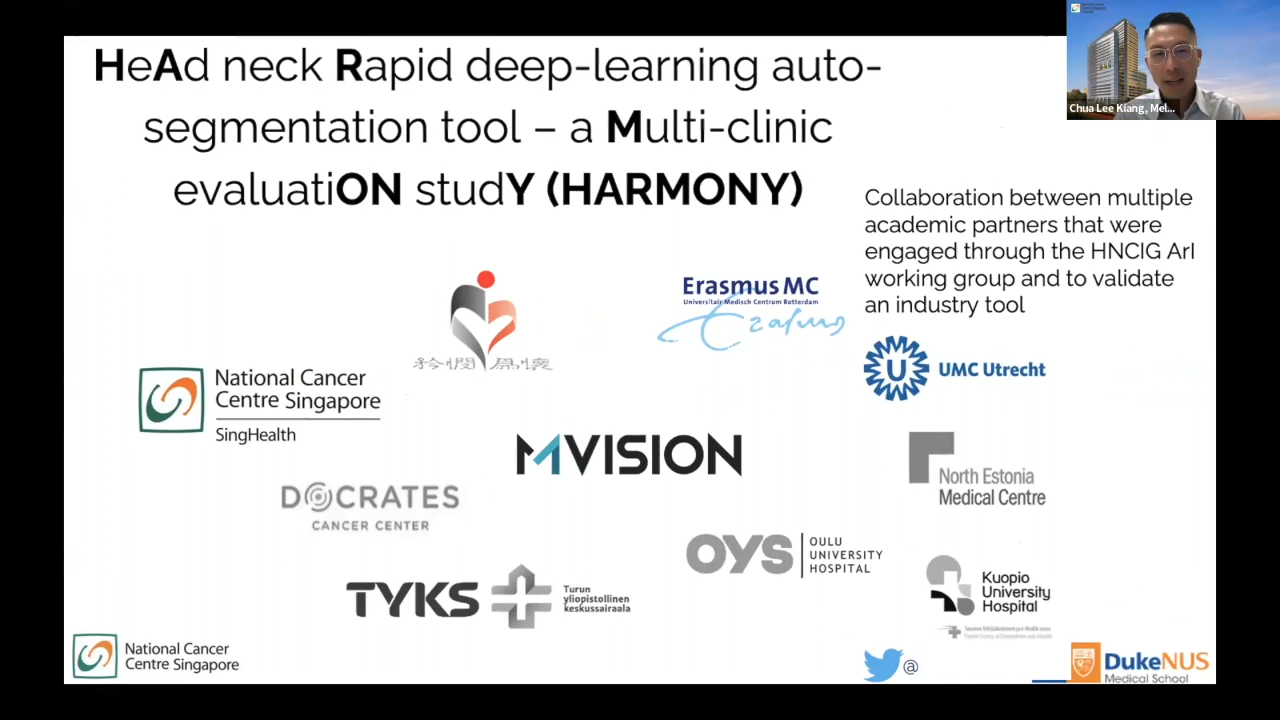 HeAd neck Rapid deep-learning auto-
segmentation tool – a Multi-clinic
evaluatiON studY (HARMONY)
Chua Lee Kiang, Mel...
Collaboration between multiple
academic partners that were
engaged through the HNCIG ArI
working group and to validate
an industry tool
Erasmus MC
Universitair Medisch Centrum Rotterdam
Erasmus
UMC Utrecht
National Cancer
Centre Singapore
SingHealth
MVISION
North Estonia
Medical Centre
DOCRATES
CANCER CENTER
OYS
OULU
UNIVERSITY
HOSPITAL
TYKS
Turun
yliopistollinen
keskussairaala
Kuopio
University
Hospital
National Cancer
Centre Singapore
@
DukeNUS
Medical School